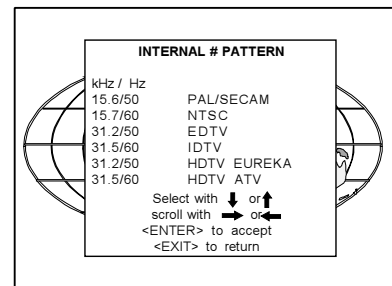 INTERNAL # PATTERN
kHz / Hz
15.6/50 PAL/SECAM
15.7/60 NTSC
31.2/50 EDTV
31.5/60 IDTV
31.2/50 HDTV EUREKA
31.5/60 HDTV ATV
Select with ↓ or ↑
scroll with → or ←
<ENTER> to accept
<EXIT> to return